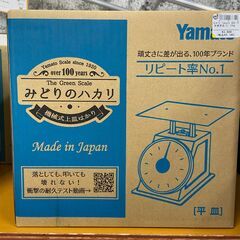 Yamato
頑丈さに差が出る、100年ブランド
リピート率No.1
Yamato Scale since 1920
over 100 years
The Green Scale
みどりのハカリ
機械式上皿はかり
Made in Japan
落としても、叩いても
壊れない!
衝撃の耐久テスト動画→
[平皿]